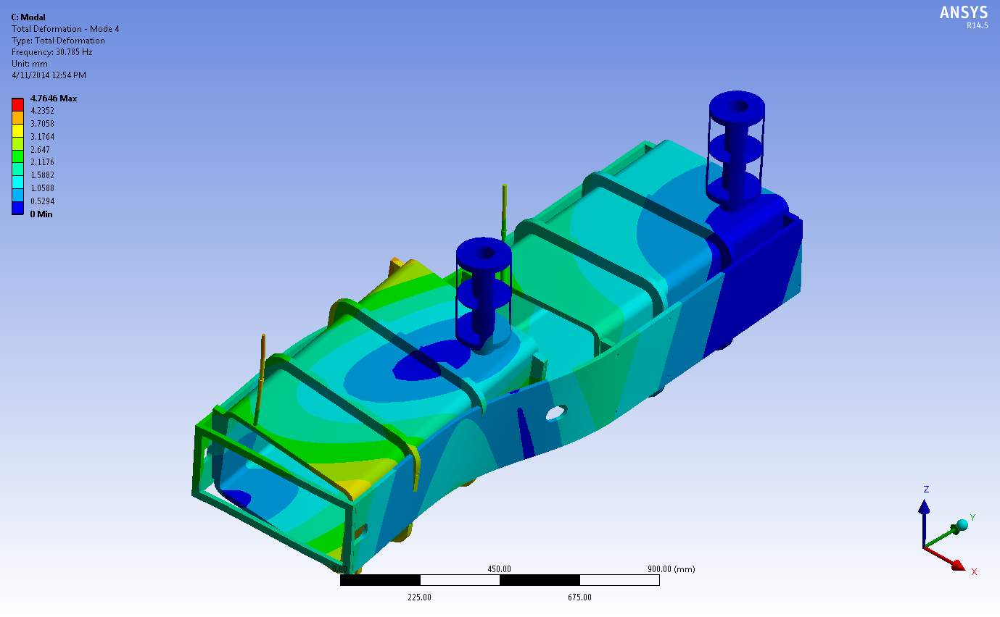 C: Modal
Total Deformation - Mode 4
Type: Total Deformation
Frequency: 30.785 Hz
Unit: mm
4/11/2014 12:54 PM
ANSYS
R14.5
4.7646 Max
4.2352
3.7058
3.1764
2.647
2.1176
1.5882
1.0588
0.5294
0 Min
Z
Y
X
0.00 450.00 900.00 (mm)
225.00 675.00